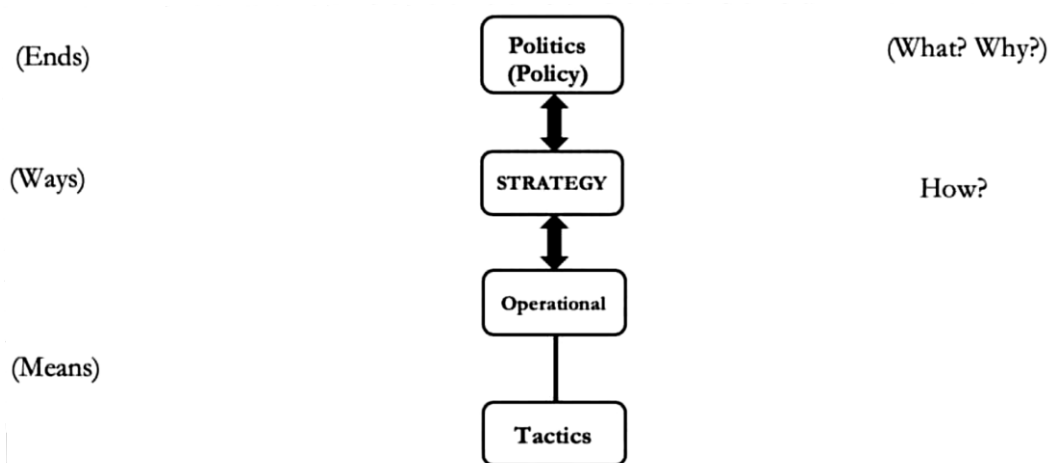 (Ends)
Politics
(Policy)
(What? Why?)
(Ways)
STRATEGY
How?
Operational
(Means)
Tactics